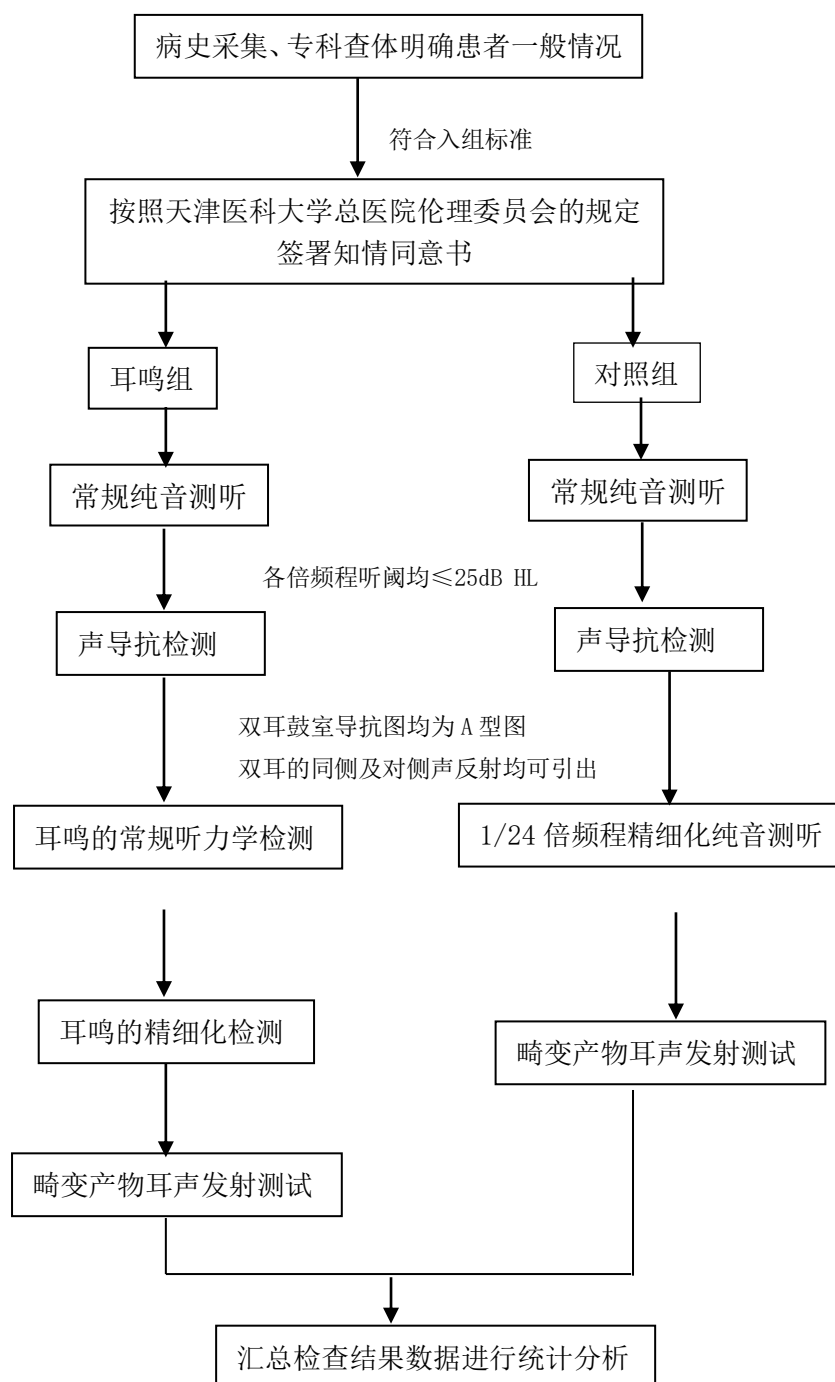 病史采集、专科查体明确患者一般情况
符合入组标准
按照天津医科大学总医院伦理委员会的规定
签署知情同意书
耳鸣组
对照组
常规纯音测听
常规纯音测听
各倍频程听阈均≤25dB HL
声导抗检测
声导抗检测
双耳鼓室导抗图均为 A 型图
双耳的同侧及对侧声反射均可引出
耳鸣的常规听力学检测
1/24 倍频程精细化纯音测听
耳鸣的精细化检测
畸变产物耳声发射测试
畸变产物耳声发射测试
汇总检查结果数据进行统计分析